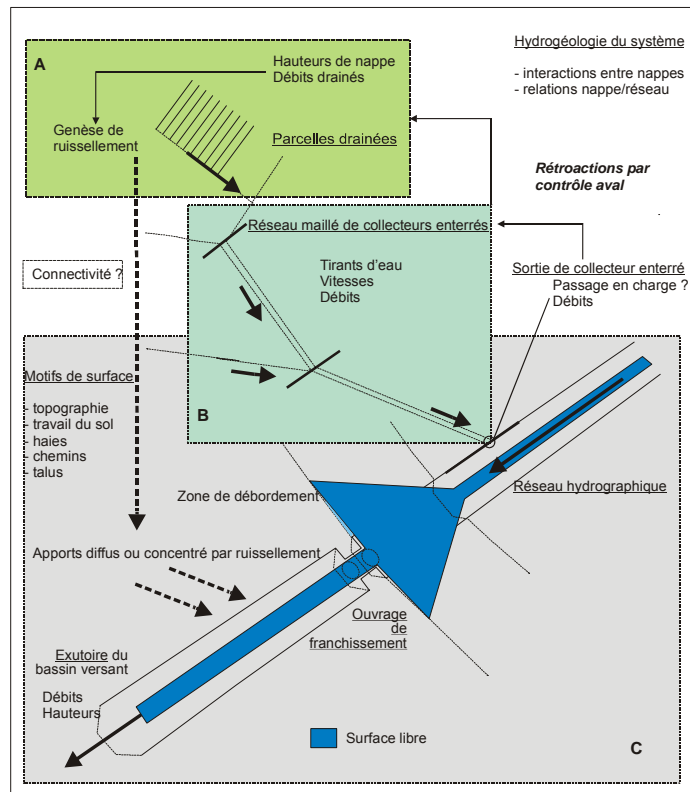 A
Hauteurs de nappe
Débits drainés
Genèse de
ruissellement
Parcelles drainées
Hydrogéologie du système
- interactions entre nappes
- relations nappe/réseau
Rétroactions par
contrôle aval
Réseau maillé de collecteurs enterrés
Tirants d'eau
Vitesses
Débits
B
Sortie de collecteur enterré
Passage en charge ?
Débits
Connectivité ?
Motifs de surface
- topographie
- travail du sol
- haies
- chemins
- talus
Zone de débordement
Réseau hydrographique
Apports diffus ou concentré par ruissellement
Ouvrage
de
franchissement
Exutoire du
bassin versant
Débits
Hauteurs
Surface libre
C